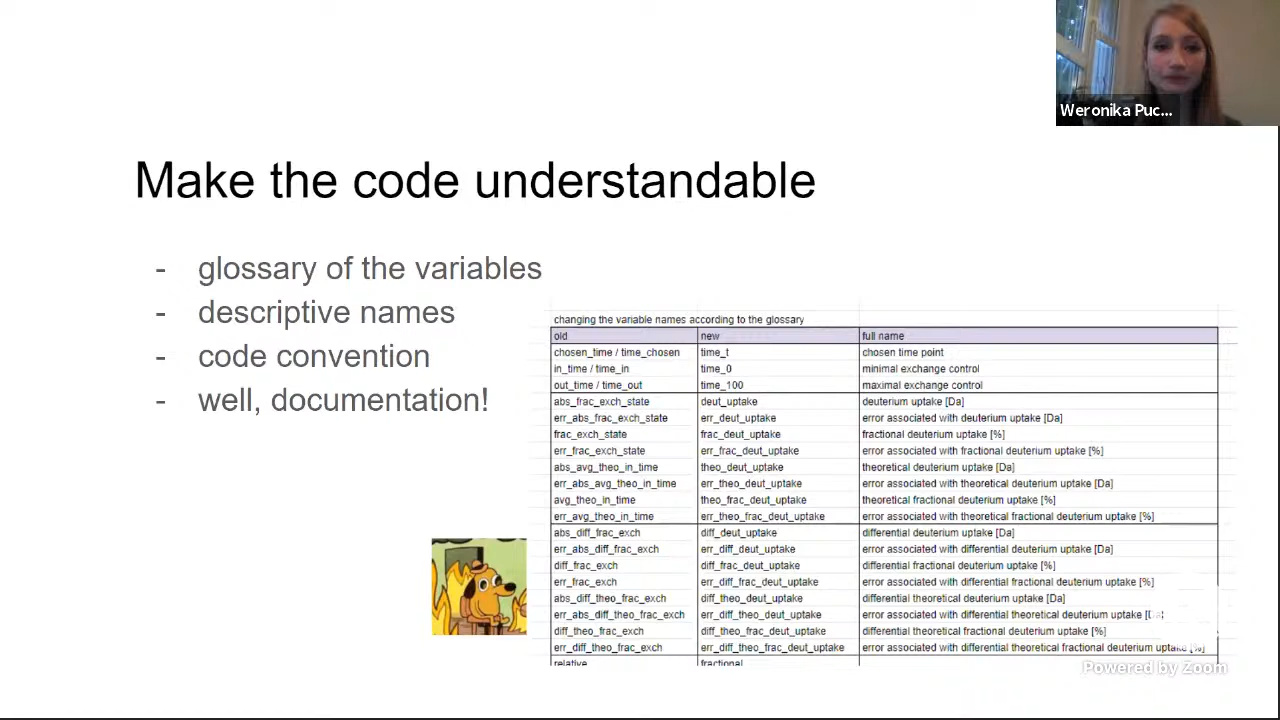 Weronika Puc...
Make the code understandable
- glossary of the variables
- descriptive names
- code convention
- well, documentation!
changing the variable names according to the glossary
old new full name
chosen_time / time_chosen time_t chosen time point
in_time / time_in time_0 minimal exchange control
out_time / time_out time_100 maximal exchange control
abs_frac_exch_state deut_uptake deuterium uptake [Da]
err_abs_frac_exch_state err_deut_uptake error associated with deuterium uptake [Da]
frac_exch_state frac_deut_uptake fractional deuterium uptake [%]
err_frac_exch_state err_frac_deut_uptake error associated with fractional deuterium uptake [%]
abs_avg_theo_in_time theo_deut_uptake theoretical deuterium uptake [Da]
err_abs_avg_theo_in_time err_theo_deut_uptake error associated with theoretical deuterium uptake [Da]
avg_theo_in_time theo_frac_deut_uptake theoretical fractional deuterium uptake [%]
err_avg_theo_in_time err_theo_frac_deut_uptake error associated with theoretical fractional deuterium uptake [%]
abs_diff_frac_exch diff_deut_uptake differential deuterium uptake [Da]
err_abs_diff_frac_exch err_diff_deut_uptake error associated with differential deuterium uptake [Da]
diff_frac_exch diff_frac_deut_uptake differential fractional deuterium uptake [%]
err_frac_exch err_diff_frac_deut_uptake error associated with differential fractional deuterium uptake [%]
abs_diff_theo_frac_exch diff_theo_deut_uptake differential theoretical deuterium uptake [Da]
err_abs_diff_theo_frac_exch err_diff_theo_deut_uptake error associated with differential theoretical deuterium uptake [Da]
diff_theo_frac_exch diff_theo_frac_deut_uptake differential theoretical fractional deuterium uptake [%]
err_diff_theo_frac_exch err_diff_theo_frac_deut_uptake error associated with differential theoretical fractional deuterium uptake [%]
relative fractional
Powered by Zoom